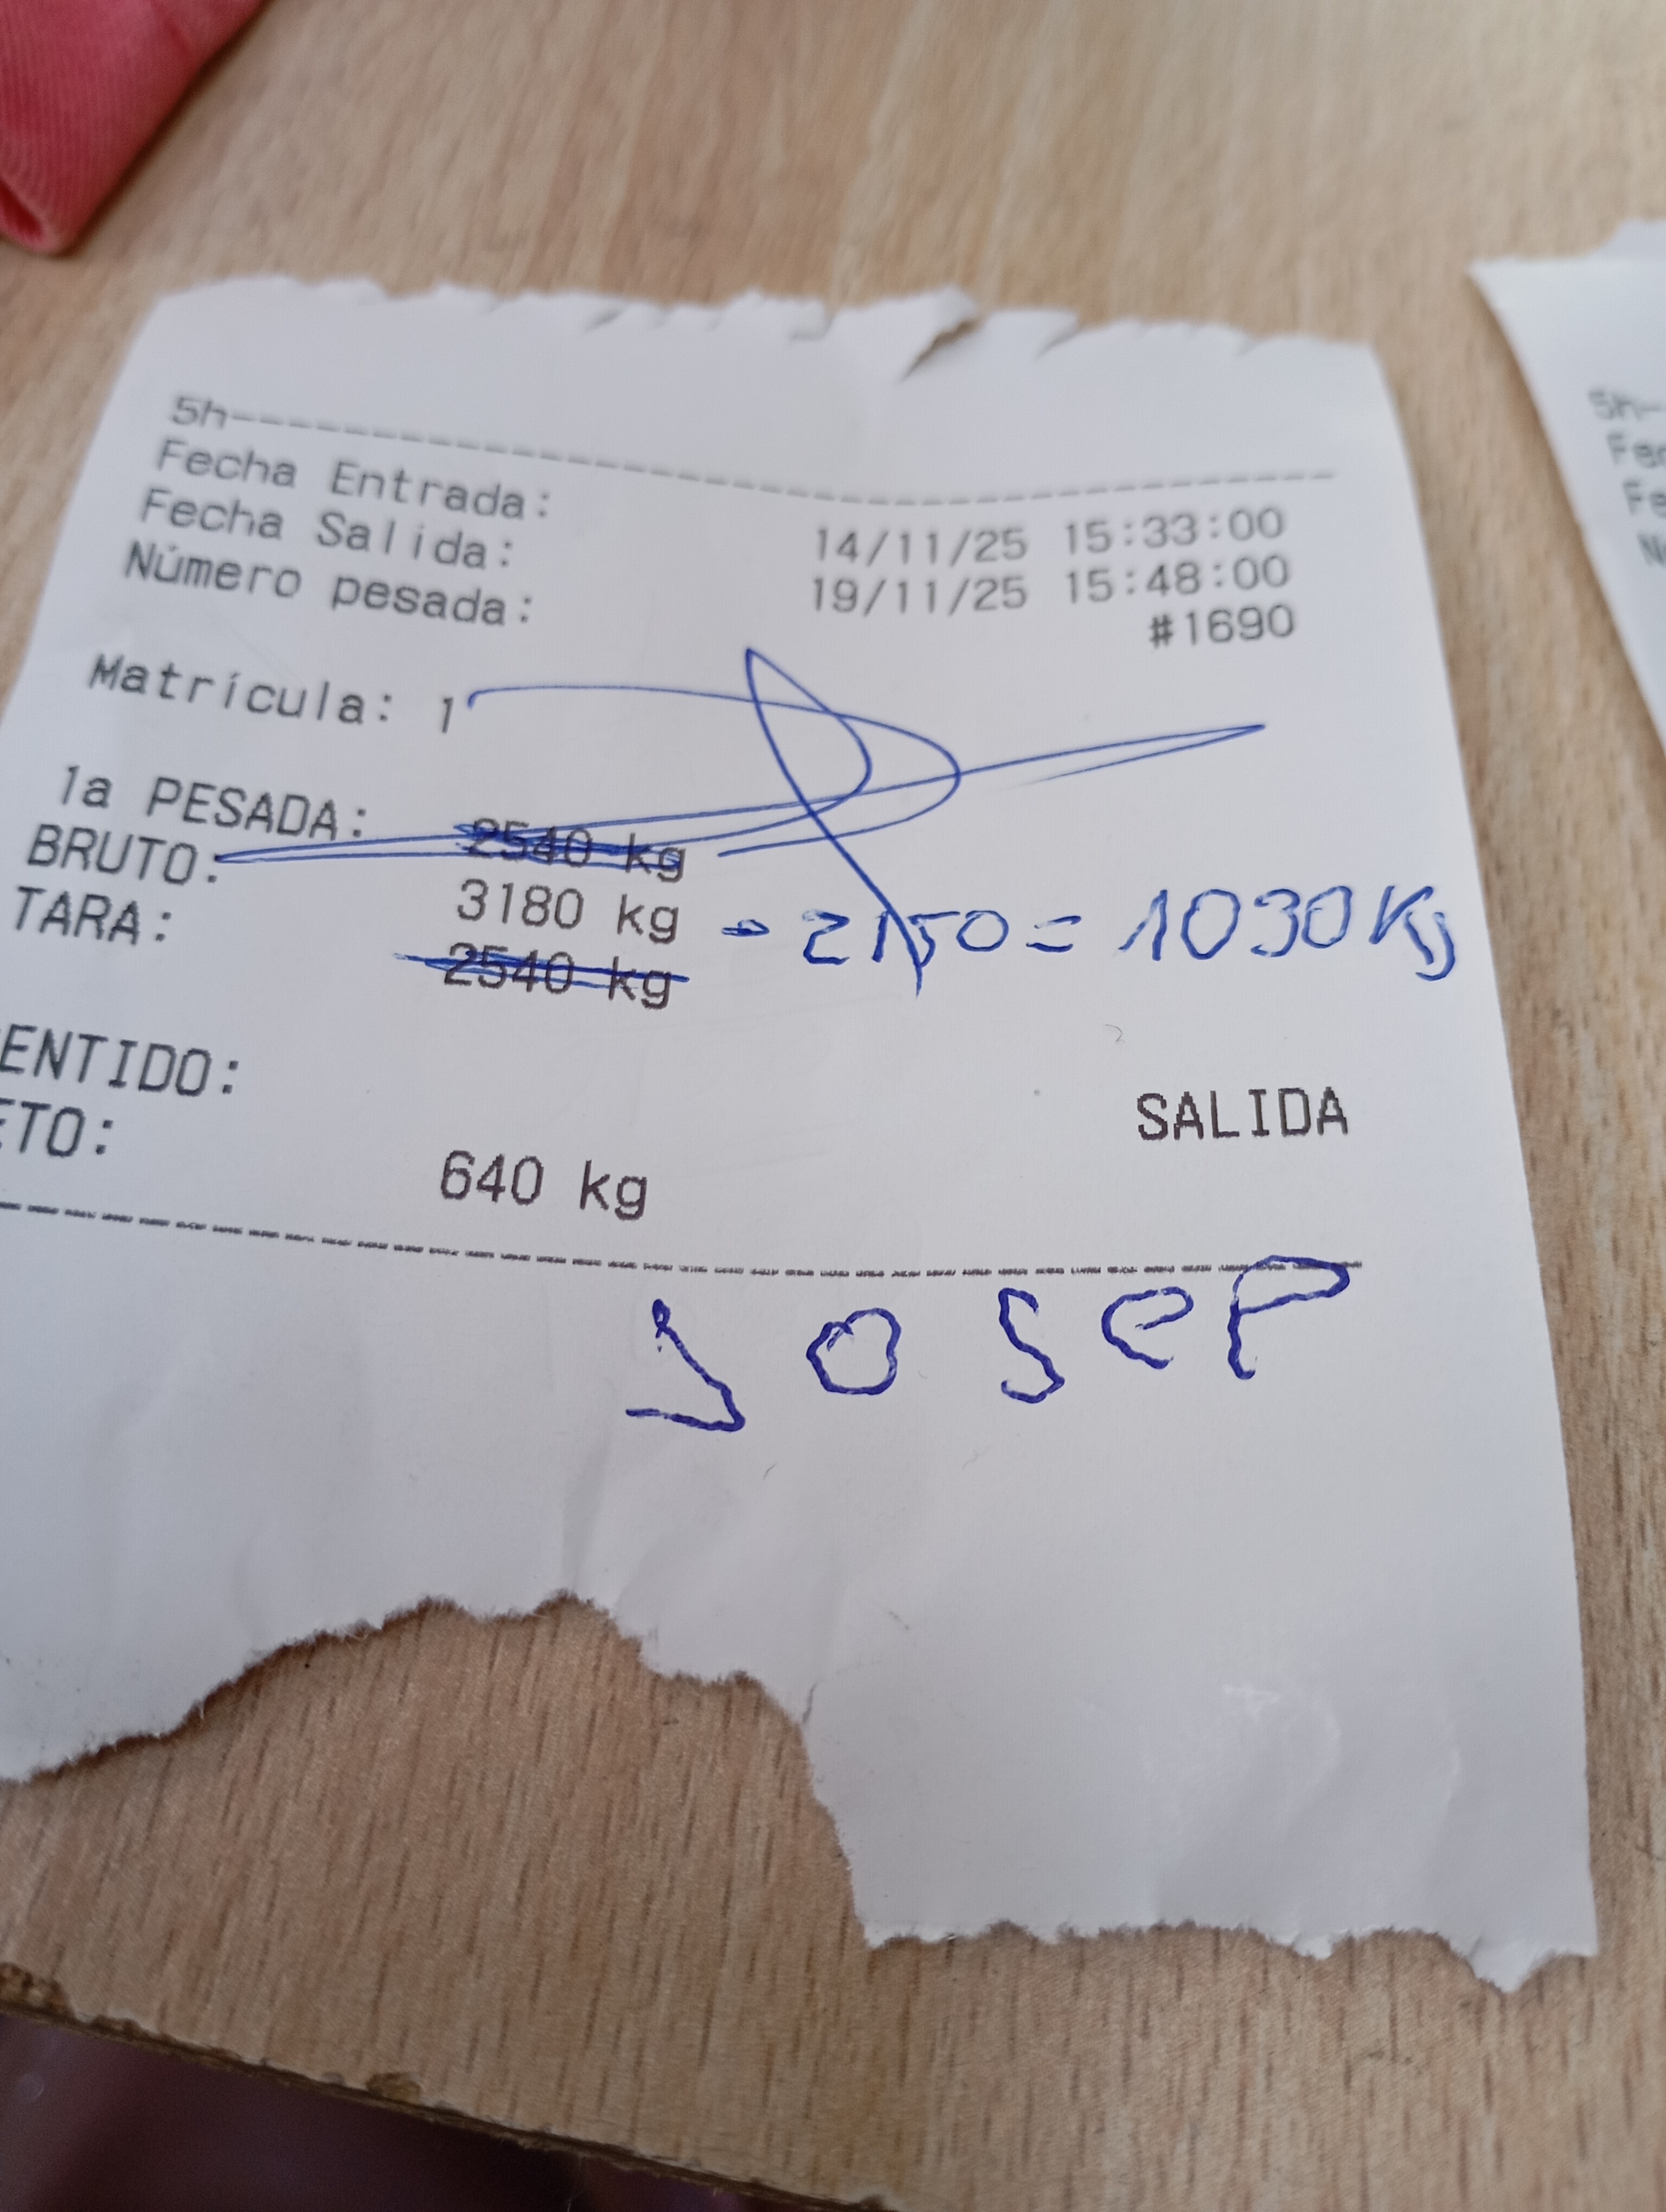 5h--------------------------------
Fecha Entrada: 14/11/25 15:33:00
Fecha Salida: 19/11/25 15:48:00
Número pesada: #1690
Matrícula: 1
1a PESADA: 2540 kg
BRUTO: 3180 kg - 2150 = 1030 Kg
TARA: 2540 kg
ENTIDO: SALIDA
ETO: 640 kg
JOSeP
5h-
Fe